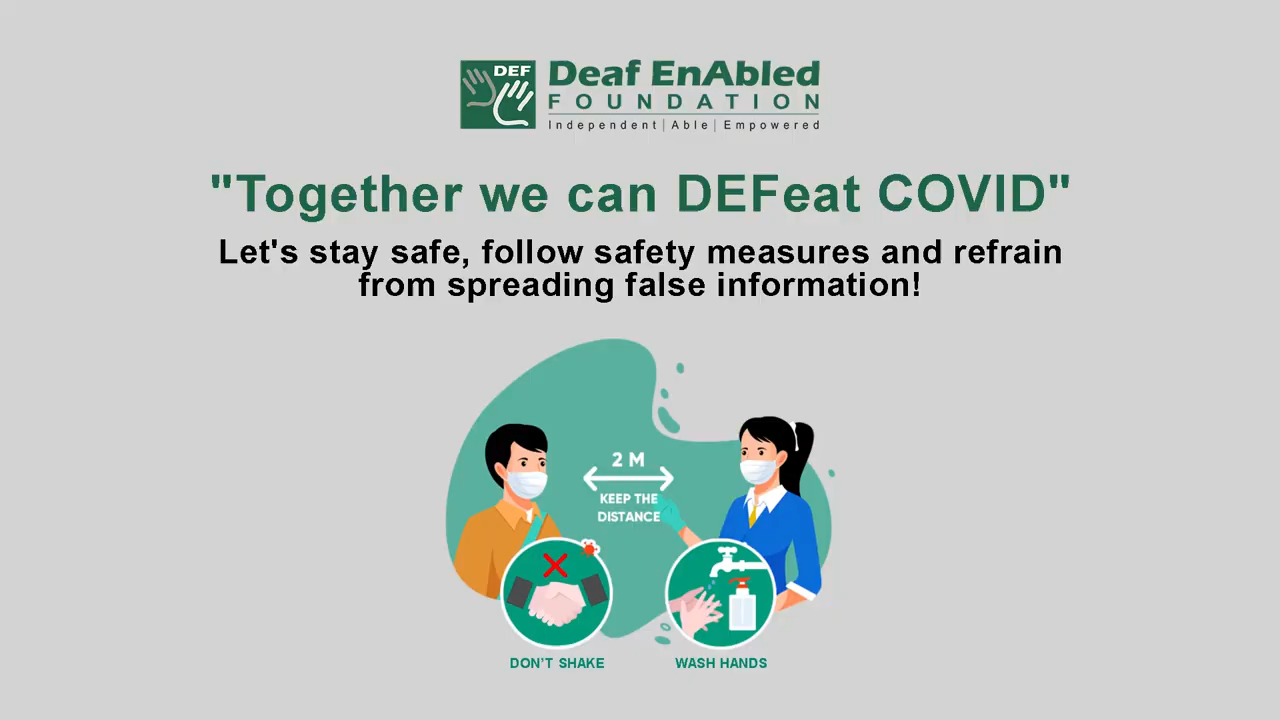 DEF
Deaf EnAbled
FOUNDATION
Independent|Able|Empowered
"Together we can DEFeat COVID"
Let's stay safe, follow safety measures and refrain
from spreading false information!
2 M
KEEP THE
DISTANCE
DON'T SHAKE
WASH HANDS